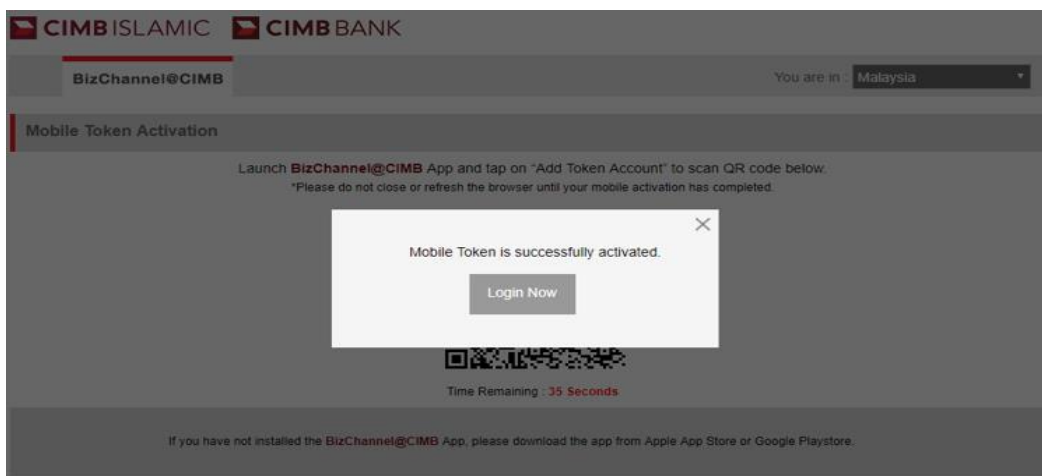 CIMB ISLAMIC CIMB BANK
BizChannel@CIMB You are in : Malaysia
Mobile Token Activation
Launch BizChannel@CIMB App and tap on "Add Token Account" to scan QR code below.
*Please do not close or refresh the browser until your mobile activation has completed.
Mobile Token is successfully activated.
Login Now
Time Remaining : 35 Seconds
If you have not installed the BizChannel@CIMB App, please download the app from Apple App Store or Google Playstore.